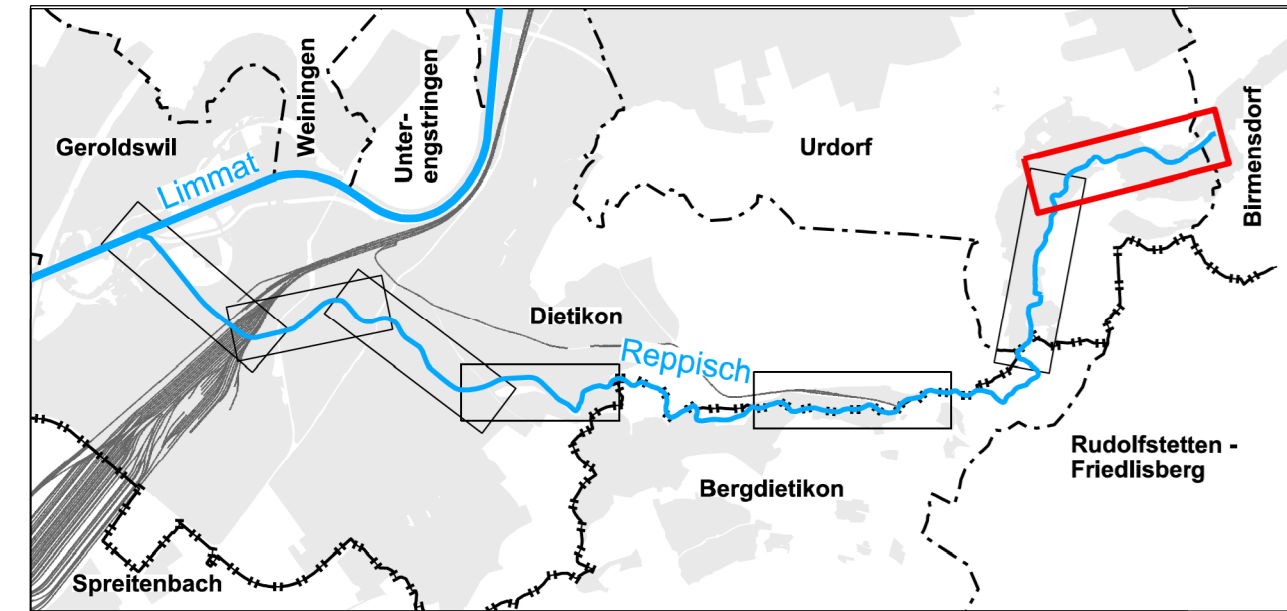 Geroldswil
Weiningen
Unter-
engstringen
Limmat
Urdorf
Birmensdorf
Dietikon
Reppisch
Bergdietikon
Rudolfstetten -
Friedlisberg
Spreitenbach